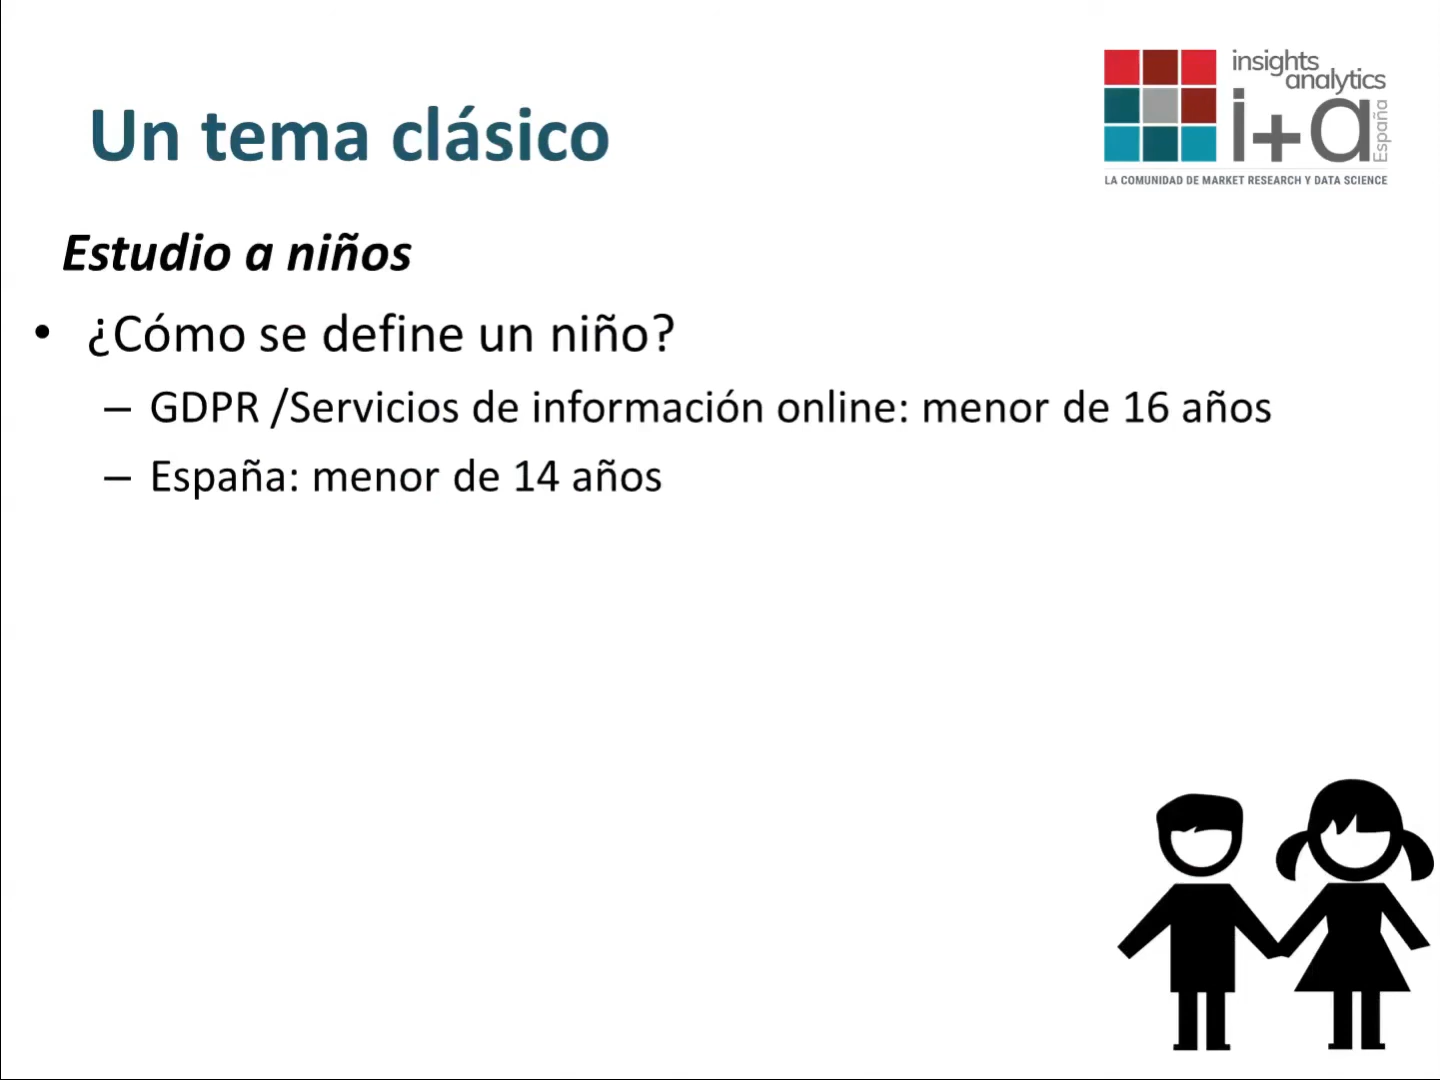 Un tema clásico
insights
analytics
i+a
España
LA COMUNIDAD DE MARKET RESEARCH Y DATA SCIENCE
Estudio a niños
• ¿Cómo se define un niño?
– GDPR /Servicios de información online: menor de 16 años
– España: menor de 14 años